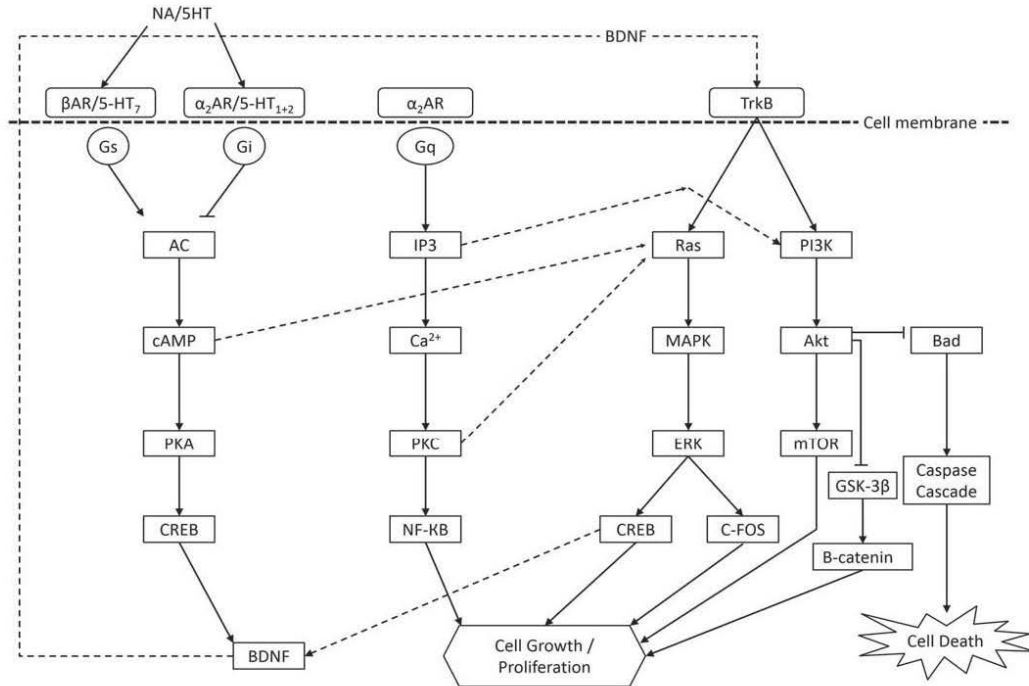 NA/5HT
BDNF
βAR/5-HT₇
α₂AR/5-HT₁₊₂
α₂AR
TrkB
Cell membrane
Gs
Gi
Gq
AC
IP3
Ras
PI3K
cAMP
Ca²⁺
MAPK
Akt
Bad
PKA
PKC
ERK
mTOR
Caspase
Cascade
GSK-3β
CREB
NF-KB
CREB
C-FOS
B-catenin
BDNF
Cell Growth /
Proliferation
Cell Death